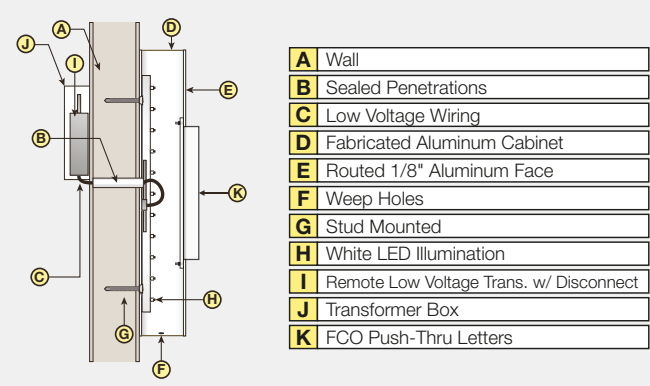 A
D
J
I
E
B
K
C
H
G
F
A Wall
B Sealed Penetrations
C Low Voltage Wiring
D Fabricated Aluminum Cabinet
E Routed 1/8" Aluminum Face
F Weep Holes
G Stud Mounted
H White LED Illumination
I Remote Low Voltage Trans. w/ Disconnect
J Transformer Box
K FCO Push-Thru Letters